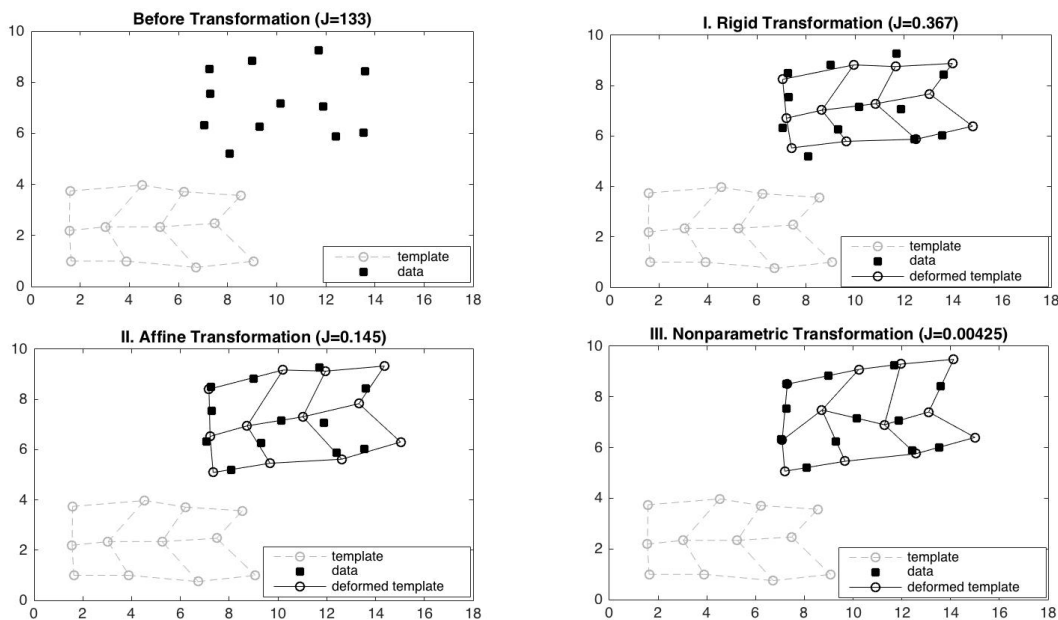 Before Transformation (J=133)
10
8
6
4
2
0
0 2 4 6 8 10 12 14 16 18
template
data
I. Rigid Transformation (J=0.367)
10
8
6
4
2
0
0 2 4 6 8 10 12 14 16 18
template
data
deformed template
II. Affine Transformation (J=0.145)
10
8
6
4
2
0
0 2 4 6 8 10 12 14 16 18
template
data
deformed template
III. Nonparametric Transformation (J=0.00425)
10
8
6
4
2
0
0 2 4 6 8 10 12 14 16 18
template
data
deformed template